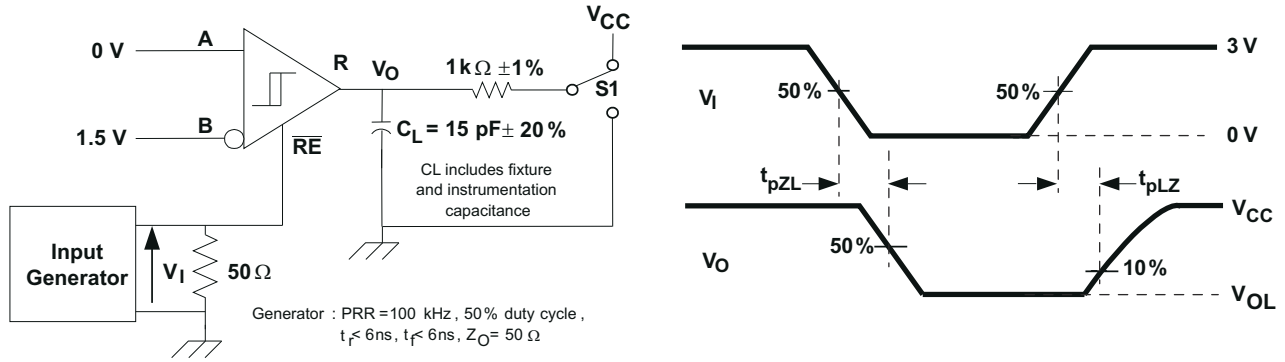 V_CC
0 V
A
R
V_O
1 k Ω ±1%
S1
1.5 V
B
RE
C_L = 15 pF ± 20 %
CL includes fixture
and instrumentation
capacitance
Input
Generator
V_I
50 Ω
Generator : PRR =100 kHz , 50% duty cycle ,
t_r< 6ns, t_f< 6ns, Z_O= 50 Ω
3 V
V_I
50 %
50 %
0 V
t_pZL
t_pLZ
V_CC
V_O
50 %
10 %
V_OL